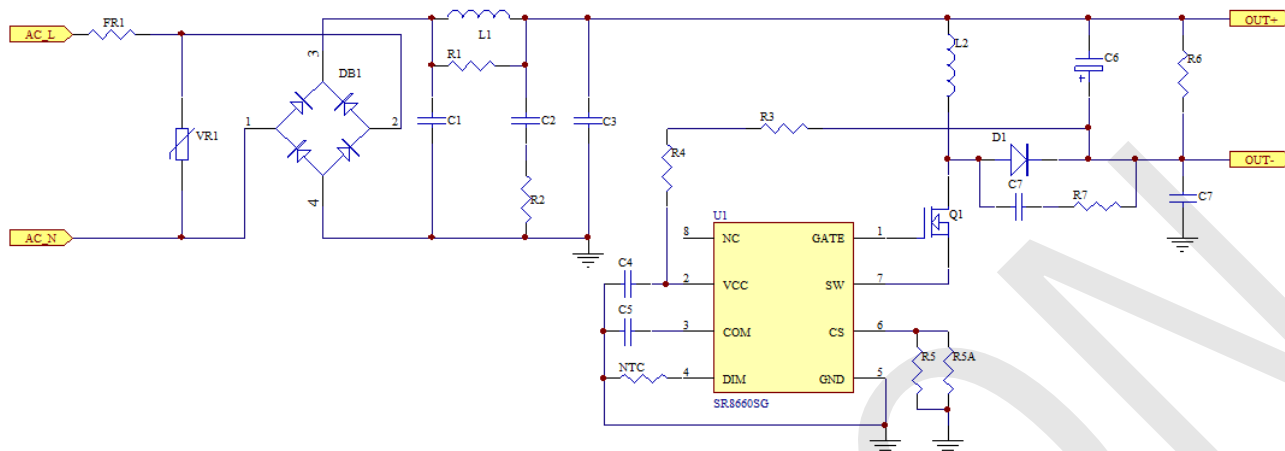 AC_L
FR1
L1
R1
DB1
3
1
2
4
VR1
C1
C2
C3
R2
AC_N
L2
C6
+
R6
OUT+
OUT-
R3
R4
D1
C7
R7
C7
Q1
U1
8
NC
GATE
1
C4
2
VCC
SW
7
C5
3
COM
CS
6
R5
R5A
NTC
4
DIM
GND
5
SR8660SG